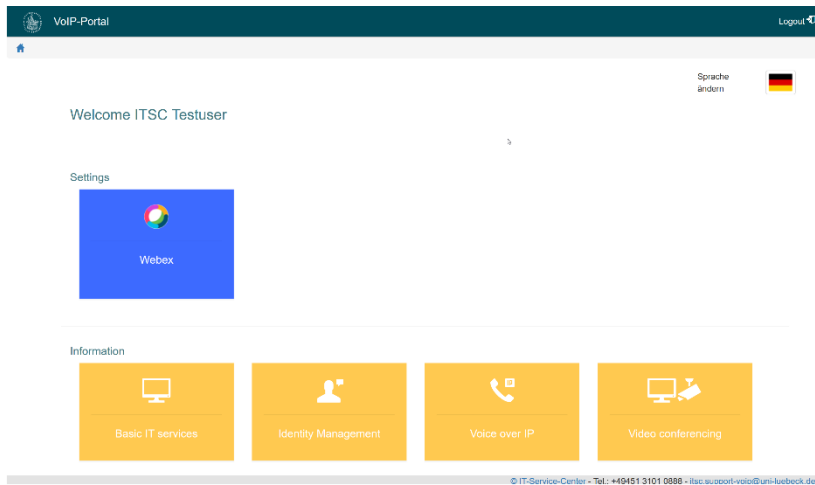 VoIP-Portal
Logout
Sprache
ändern
Welcome ITSC Testuser
Settings
Webex
Information
Basic IT services
Identity Management
Voice over IP
Video conferencing
© IT-Service-Center - Tel.: +49451 3101 0888 - itsc.support-voip@uni-luebeck.de